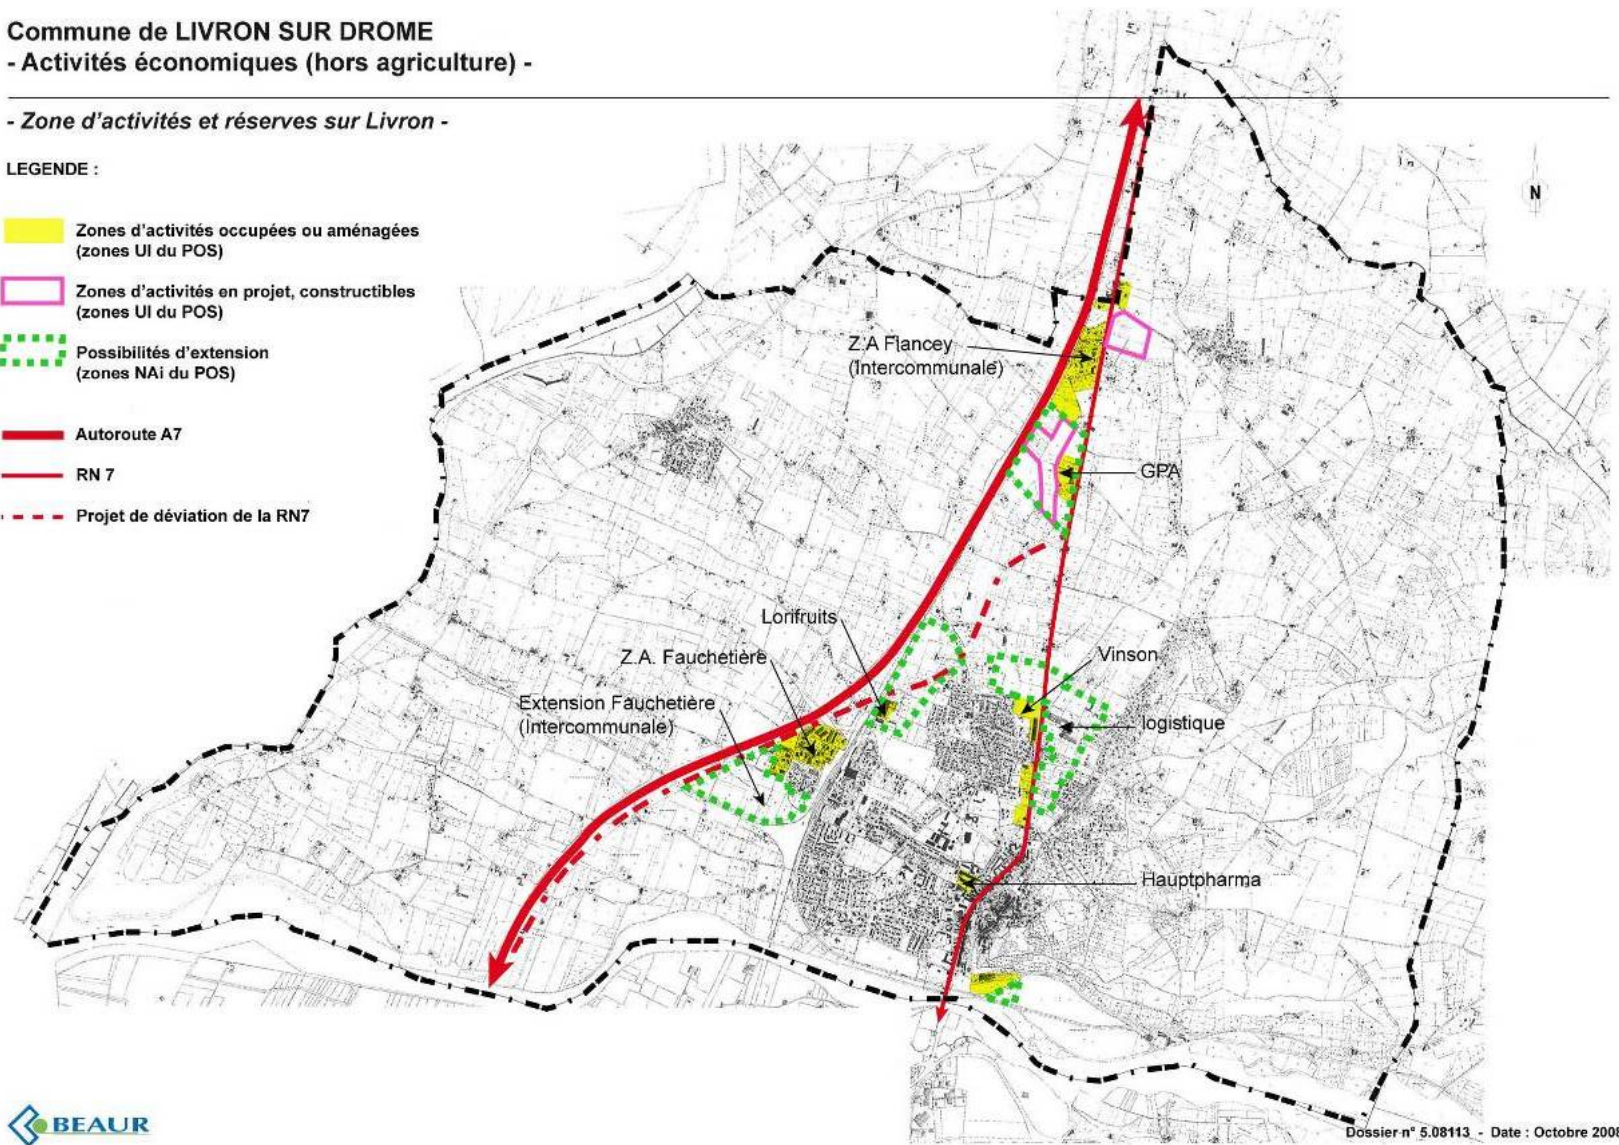 Commune de LIVRON SUR DROME
- Activités économiques (hors agriculture) -
- Zone d'activités et réserves sur Livron -
LEGENDE :
Zones d'activités occupées ou aménagées
(zones UI du POS)
Zones d'activités en projet, constructibles
(zones UI du POS)
Possibilités d'extension
(zones NAi du POS)
Autoroute A7
RN 7
Projet de déviation de la RN7
N
Z.A Flancey
(Intercommunale)
GPA
Lorifruits
Z.A. Fauchetière
Vinson
Extension Fauchetière
(Intercommunale)
logistique
Hauptpharma
BEAUR
Dossier n° 5.08113 - Date : Octobre 2008